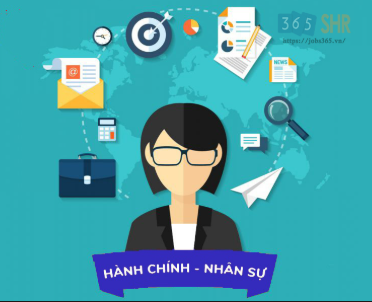 365 SHR
https://jobs365.vn/
NEWS
HÀNH CHÍNH - NHÂN SỰ